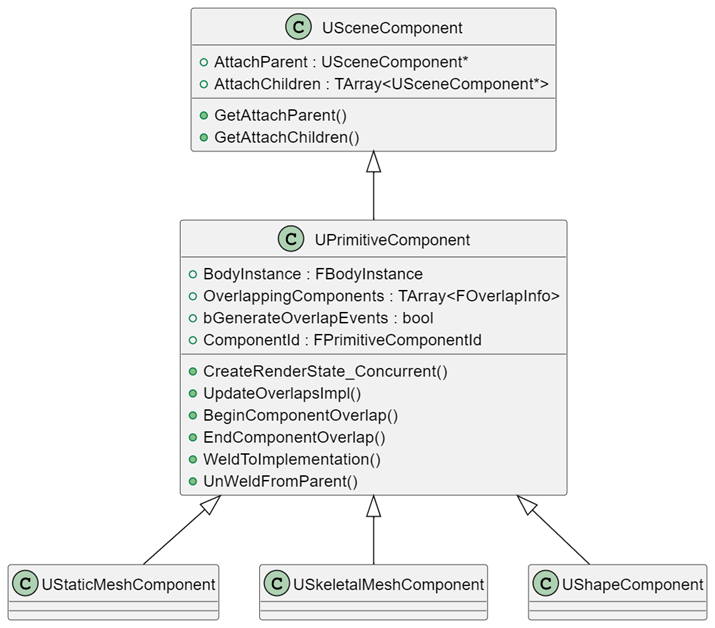 C USceneComponent
AttachParent : USceneComponent*
AttachChildren : TArray<USceneComponent*>
GetAttachParent()
GetAttachChildren()
C UPrimitiveComponent
BodyInstance : FBodyInstance
OverlappingComponents : TArray<FOverlapInfo>
bGenerateOverlapEvents : bool
ComponentId : FPrimitiveComponentId
CreateRenderState_Concurrent()
UpdateOverlapsImpl()
BeginComponentOverlap()
EndComponentOverlap()
WeldToImplementation()
UnWeldFromParent()
C UStaticMeshComponent
C USkeletalMeshComponent
C UShapeComponent